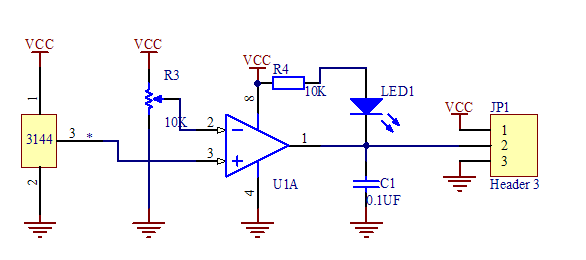 VCC
VCC
VCC
R3
R4
10K
LED1
VCC
JP1
1
8
3144
3
*
10K
2
3
1
1
2
3
2
4
U1A
C1
0.1UF
Header 3